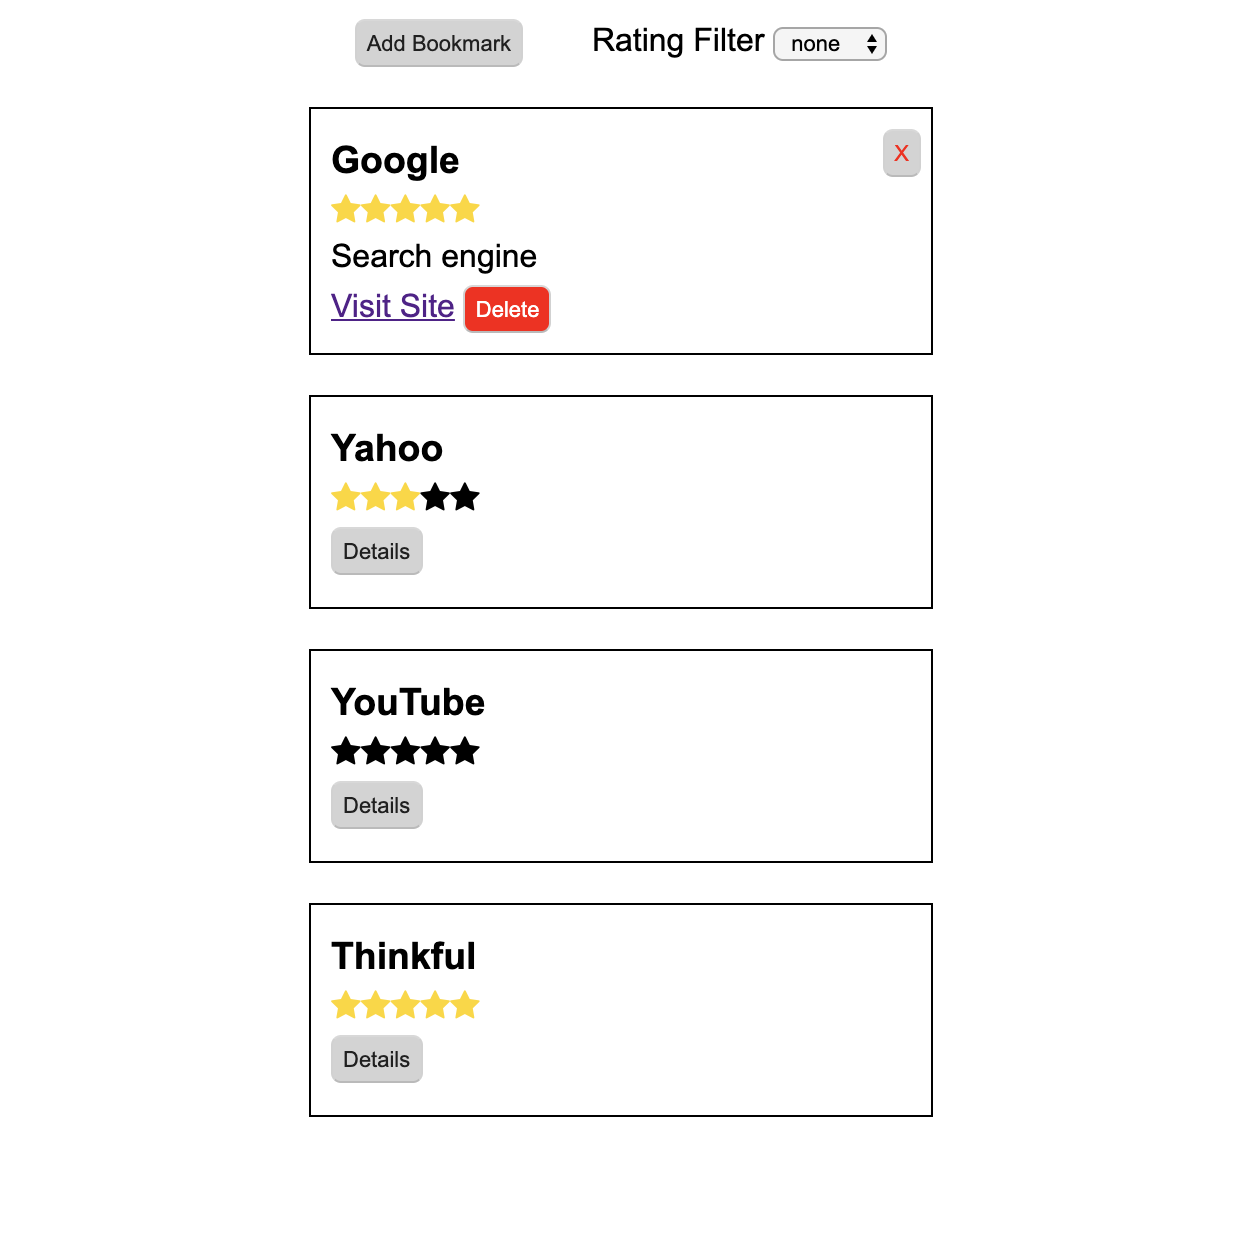 Add Bookmark Rating Filter none
Google X
Search engine
Visit Site Delete
Yahoo
Details
YouTube
Details
Thinkful
Details